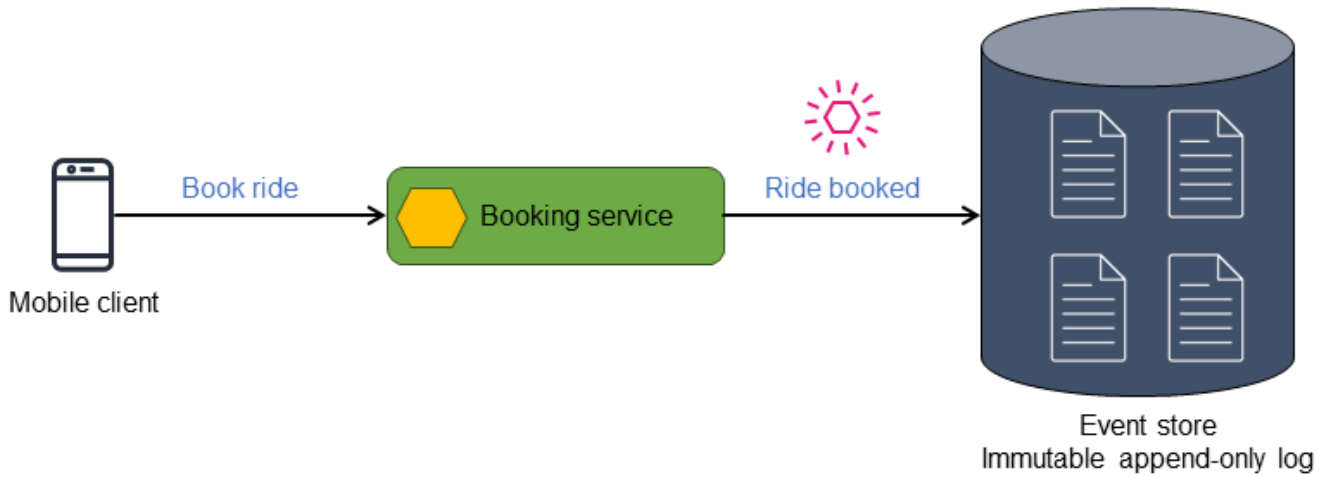 Book ride
Booking service
Ride booked
Mobile client
Event store
Immutable append-only log